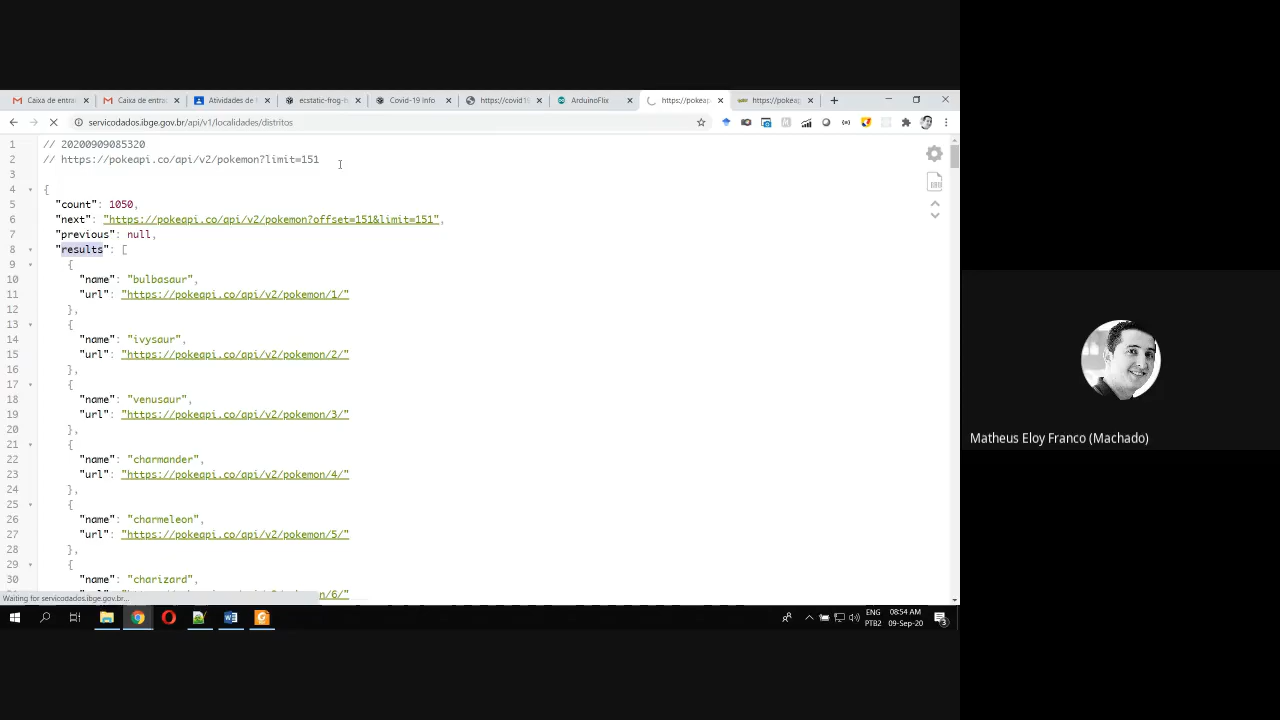 Caixa de entra
Caixa de entra
Atividades de
ecstatic-frog-
Covid-19 Info
https://covid1
ArduinoFlix
https://pokeap
https://pokeap
servicodados.ibge.gov.br/api/v1/localidades/distritos
1 // 20200909085320
2 // https://pokeapi.co/api/v2/pokemon?limit=151
3
4 {
5 "count": 1050,
6 "next": "https://pokeapi.co/api/v2/pokemon?offset=151&limit=151",
7 "previous": null,
8 "results": [
9 {
10 "name": "bulbasaur",
11 "url": "https://pokeapi.co/api/v2/pokemon/1/"
12 },
13 {
14 "name": "ivysaur",
15 "url": "https://pokeapi.co/api/v2/pokemon/2/"
16 },
17 {
18 "name": "venusaur",
19 "url": "https://pokeapi.co/api/v2/pokemon/3/"
20 },
21 {
22 "name": "charmander",
23 "url": "https://pokeapi.co/api/v2/pokemon/4/"
24 },
25 {
26 "name": "charmeleon",
27 "url": "https://pokeapi.co/api/v2/pokemon/5/"
28 },
29 {
30 "name": "charizard",
n/6/"
Waiting for servicodados.ibge.gov.br...
Matheus Eloy Franco (Machado)
ENG
PTB2
08:54 AM
09-Sep-20
3